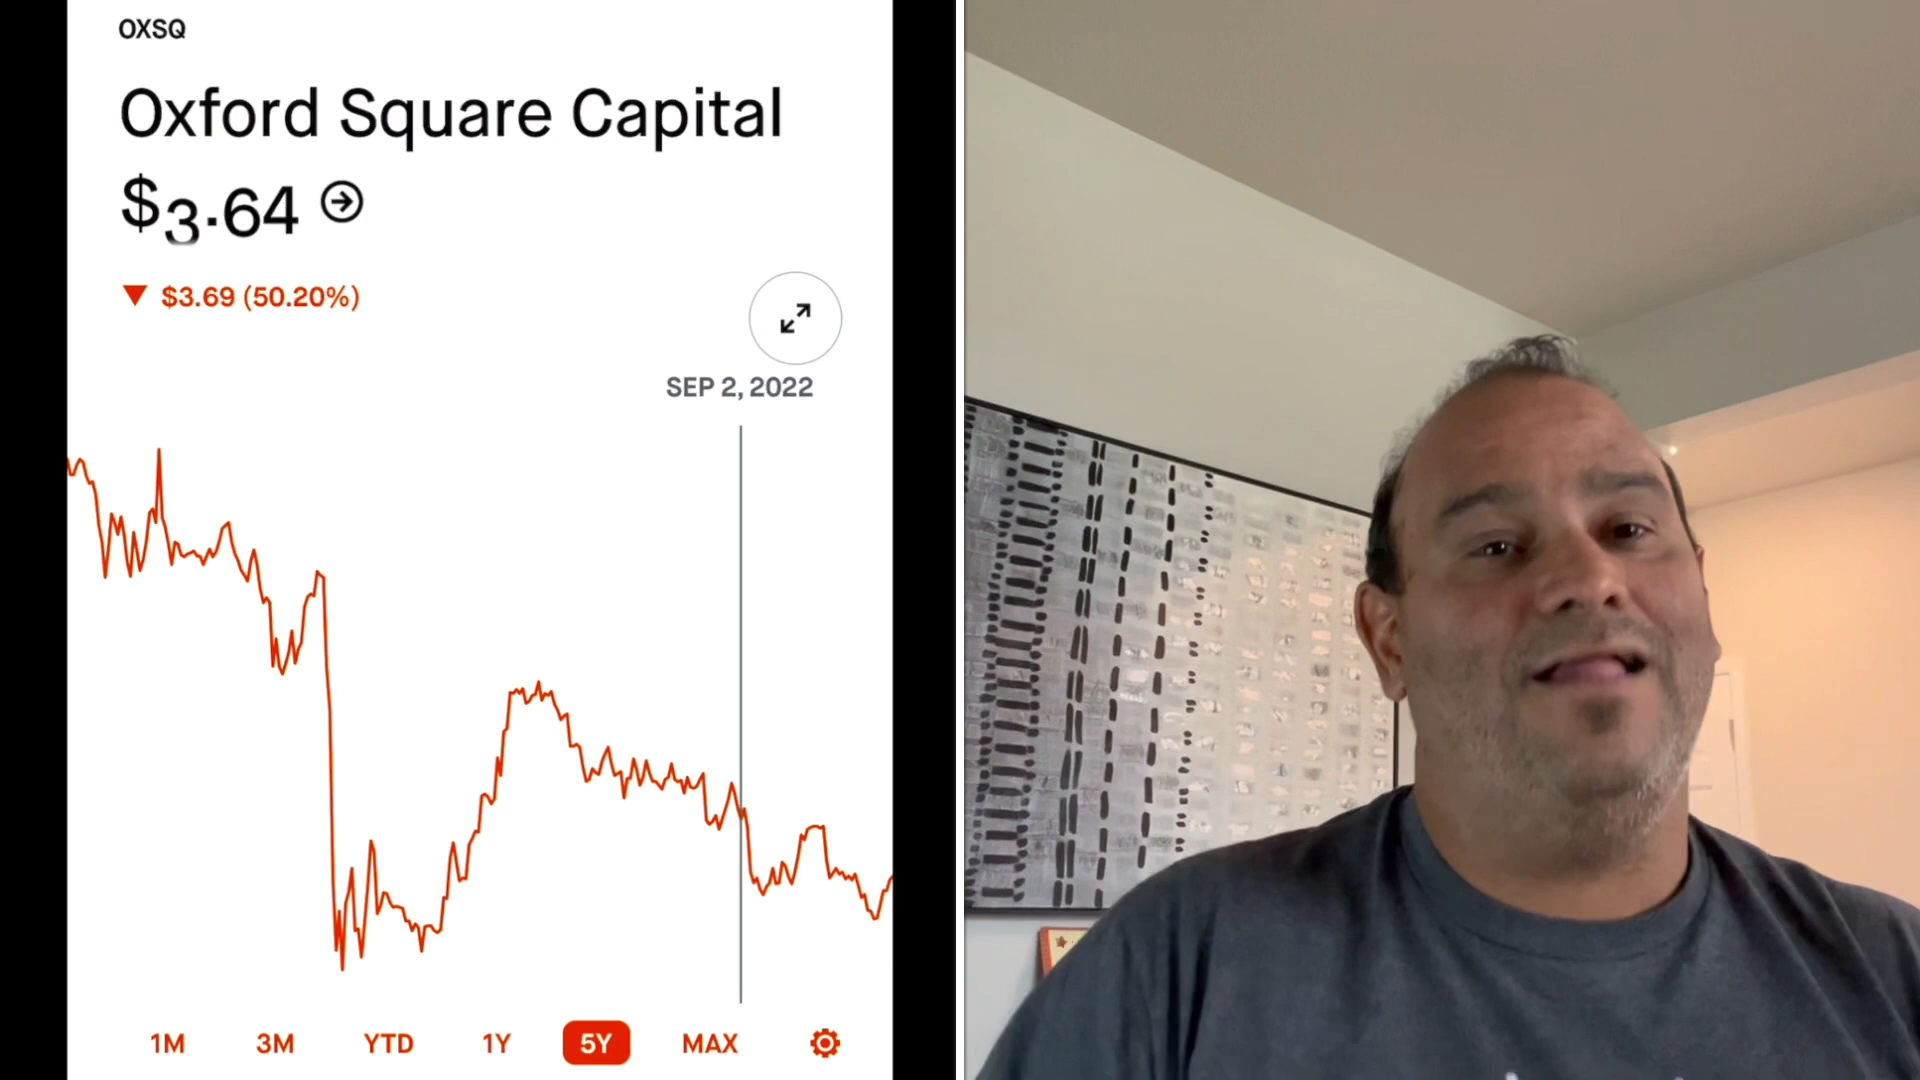 OXSQ
Oxford Square Capital
$3.64
$3.69 (50.20%)
SEP 2, 2022
1M 3M YTD 1Y 5Y MAX